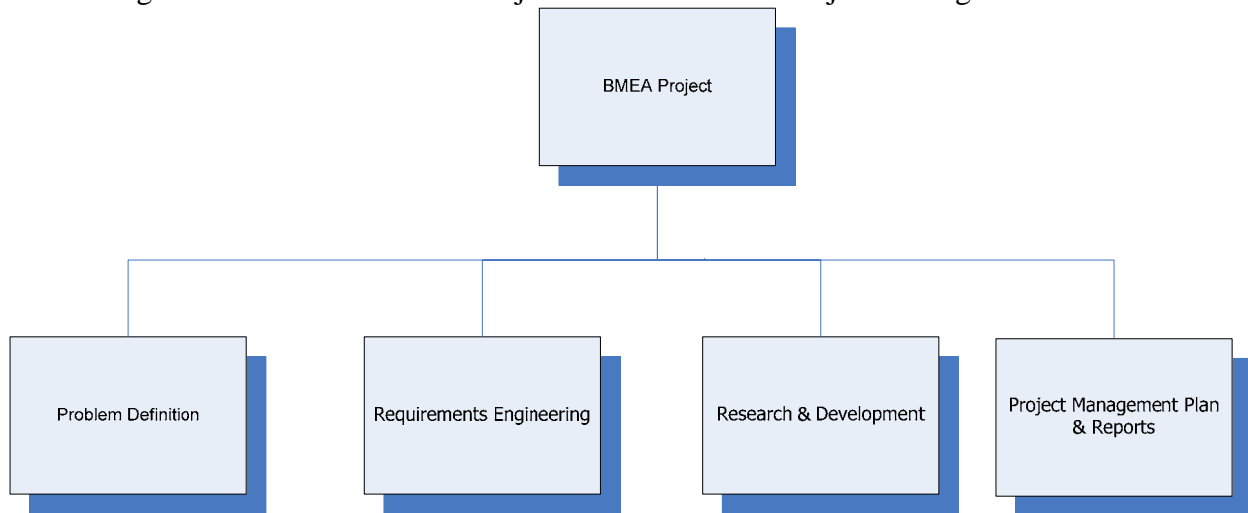 BMEA Project
Problem Definition
Requirements Engineering
Research & Development
Project Management Plan
& Reports